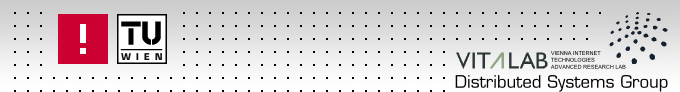 !
TU
WIEN
VITALAB
VIENNA INTERNET
TECHNOLOGIES
ADVANCED RESEARCH LAB
Distributed Systems Group